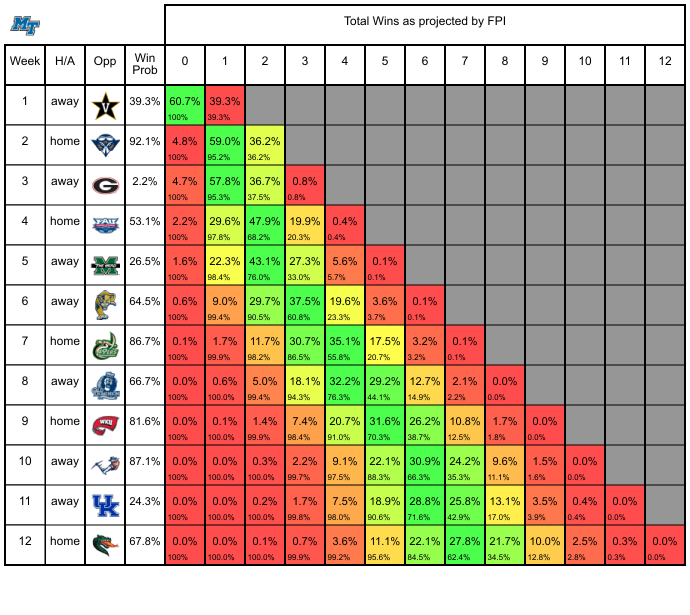 MT
Total Wins as projected by FPI
Week H/A Opp Win Prob 0 1 2 3 4 5 6 7 8 9 10 11 12
1 away V 39.3% 60.7% 39.3%
100% 39.3%
2 home 92.1% 4.8% 59.0% 36.2%
100% 95.2% 36.2%
3 away G 2.2% 4.7% 57.8% 36.7% 0.8%
100% 95.3% 37.5% 0.8%
4 home FAU 53.1% 2.2% 29.6% 47.9% 19.9% 0.4%
100% 97.8% 68.2% 20.3% 0.4%
5 away M 26.5% 1.6% 22.3% 43.1% 27.3% 5.6% 0.1%
100% 98.4% 76.0% 33.0% 5.7% 0.1%
6 away 64.5% 0.6% 9.0% 29.7% 37.5% 19.6% 3.6% 0.1%
100% 99.4% 90.5% 60.8% 23.3% 3.7% 0.1%
7 home 86.7% 0.1% 1.7% 11.7% 30.7% 35.1% 17.5% 3.2% 0.1%
100% 99.9% 98.2% 86.5% 55.8% 20.7% 3.2% 0.1%
8 away 66.7% 0.0% 0.6% 5.0% 18.1% 32.2% 29.2% 12.7% 2.1% 0.0%
100% 100.0% 99.4% 94.3% 76.3% 44.1% 14.9% 2.2% 0.0%
9 home WKU 81.6% 0.0% 0.1% 1.4% 7.4% 20.7% 31.6% 26.2% 10.8% 1.7% 0.0%
100% 100.0% 99.9% 98.4% 91.0% 70.3% 38.7% 12.5% 1.8% 0.0%
10 away 87.1% 0.0% 0.0% 0.3% 2.2% 9.1% 22.1% 30.9% 24.2% 9.6% 1.5% 0.0%
100% 100.0% 100.0% 99.7% 97.5% 88.3% 66.3% 35.3% 11.1% 1.6% 0.0%
11 away UK 24.3% 0.0% 0.0% 0.2% 1.7% 7.5% 18.9% 28.8% 25.8% 13.1% 3.5% 0.4% 0.0%
100% 100.0% 100.0% 99.8% 98.0% 90.6% 71.6% 42.9% 17.0% 3.9% 0.4% 0.0%
12 home 67.8% 0.0% 0.0% 0.1% 0.7% 3.6% 11.1% 22.1% 27.8% 21.7% 10.0% 2.5% 0.3% 0.0%
100% 100.0% 100.0% 99.9% 99.2% 95.6% 84.5% 62.4% 34.5% 12.8% 2.8% 0.3% 0.0%